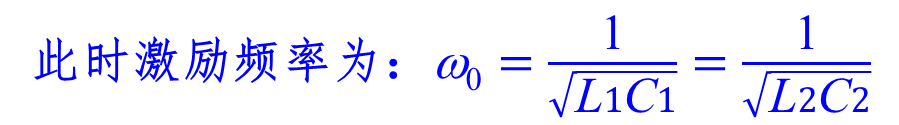 此时激励频率为：ω₀ = 1/√(L1C1) = 1/√(L2C2)